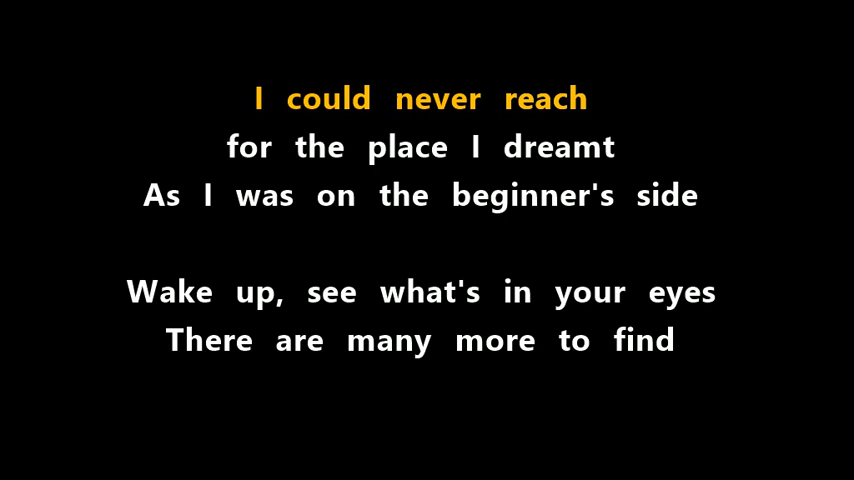 I could never reach
for the place I dreamt
As I was on the beginner's side
Wake up, see what's in your eyes
There are many more to find